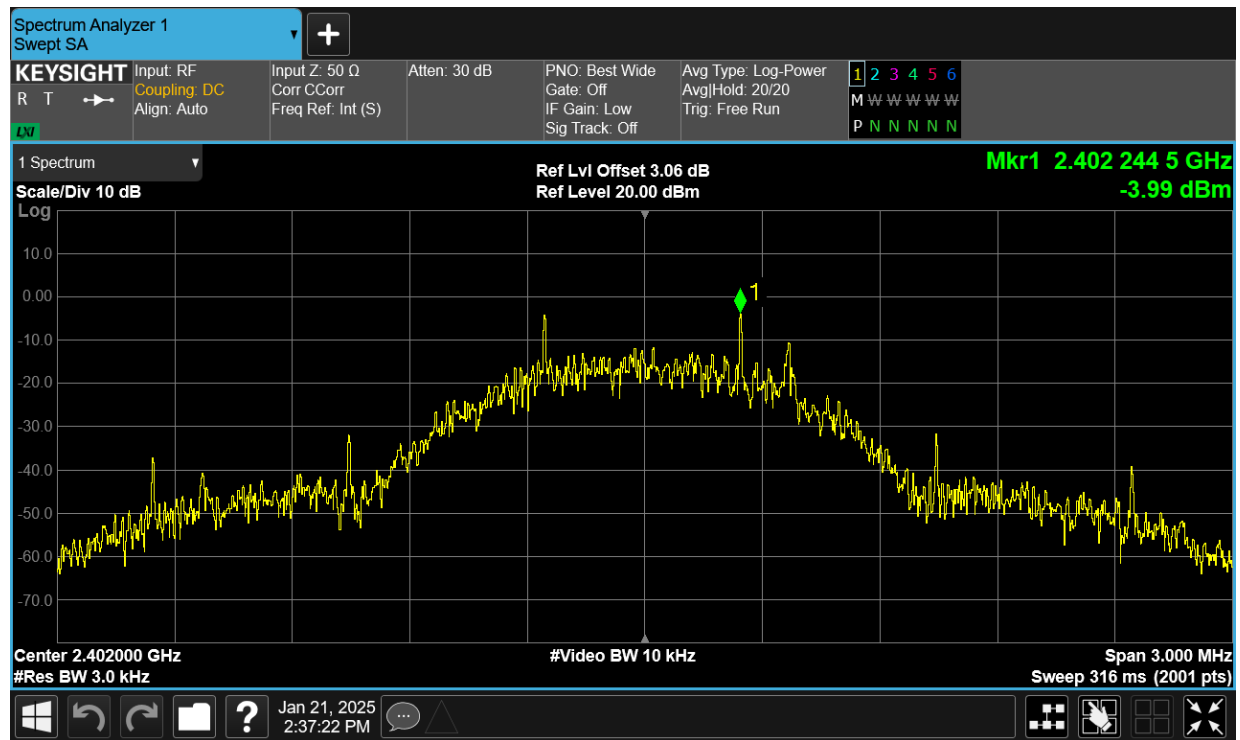 Spectrum Analyzer 1
Swept SA
+
KEYSIGHT
R T
LXI
Input: RF
Coupling: DC
Align: Auto
Input Z: 50 Ω
Corr CCorr
Freq Ref: Int (S)
Atten: 30 dB
PNO: Best Wide
Gate: Off
IF Gain: Low
Sig Track: Off
Avg Type: Log-Power
Avg|Hold: 20/20
Trig: Free Run
1 2 3 4 5 6
M W W W W W
P N N N N N
1 Spectrum
Scale/Div 10 dB
Ref Lvl Offset 3.06 dB
Ref Level 20.00 dBm
Mkr1 2.402 244 5 GHz
-3.99 dBm
Log
10.0
0.00
-10.0
-20.0
-30.0
-40.0
-50.0
-60.0
-70.0
1
Center 2.402000 GHz
#Res BW 3.0 kHz
#Video BW 10 kHz
Span 3.000 MHz
Sweep 316 ms (2001 pts)
?
Jan 21, 2025
2:37:22 PM